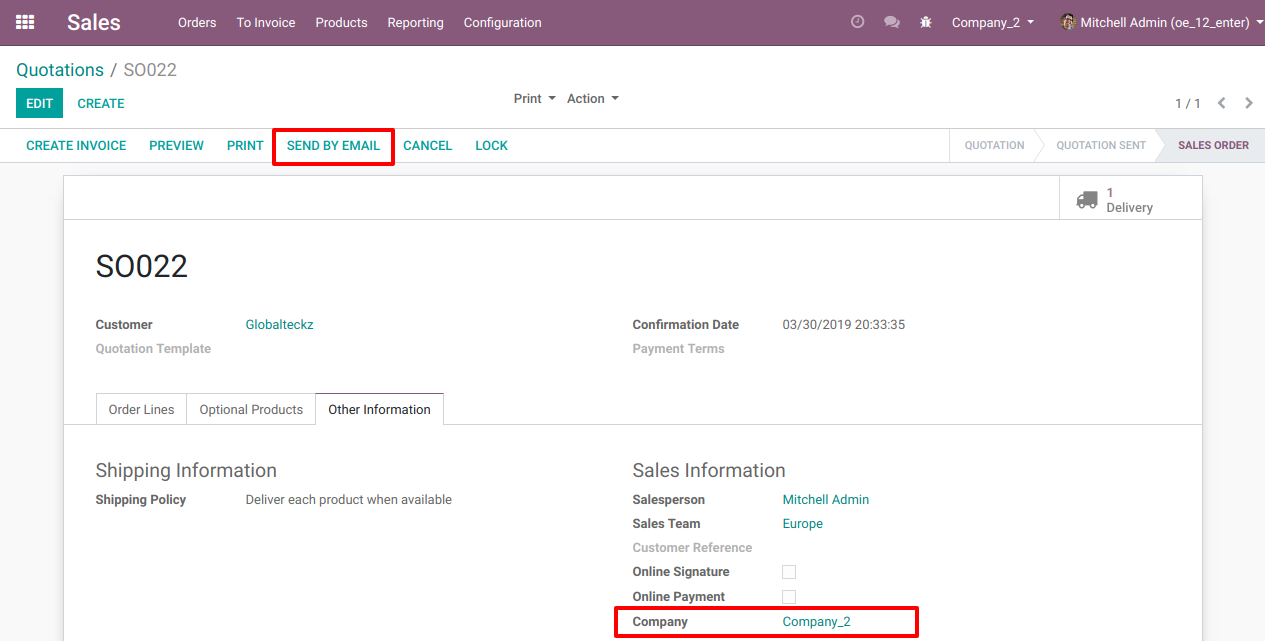 Sales Orders To Invoice Products Reporting Configuration Company_2 Mitchell Admin (oe_12_enter)
Quotations / SO022
EDIT CREATE Print Action 1 / 1
CREATE INVOICE PREVIEW PRINT SEND BY EMAIL CANCEL LOCK QUOTATION QUOTATION SENT SALES ORDER
1
Delivery
SO022
Customer Globalteckz Confirmation Date 03/30/2019 20:33:35
Quotation Template Payment Terms
Order Lines Optional Products Other Information
Shipping Information Sales Information
Shipping Policy Deliver each product when available Salesperson Mitchell Admin
Sales Team Europe
Customer Reference
Online Signature
Online Payment
Company Company_2